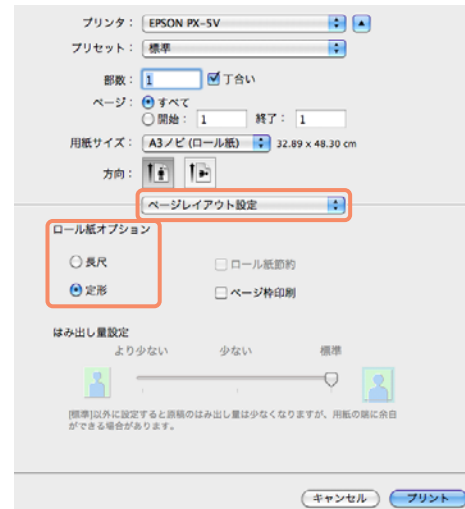 プリンタ： EPSON PX-5V
プリセット： 標準
部数： 1 丁合い
ページ： すべて
開始： 1 終了： 1
用紙サイズ： A3ノビ (ロール紙) 32.89 x 48.30 cm
方向：
ページレイアウト設定
ロール紙オプション
長尺 ロール紙節約
定形 ページ枠印刷
はみ出し量設定
より少ない 少ない 標準
[標準]以外に設定すると原稿のはみ出し量は少なくなりますが、用紙の端に余白
ができる場合があります。
キャンセル プリント